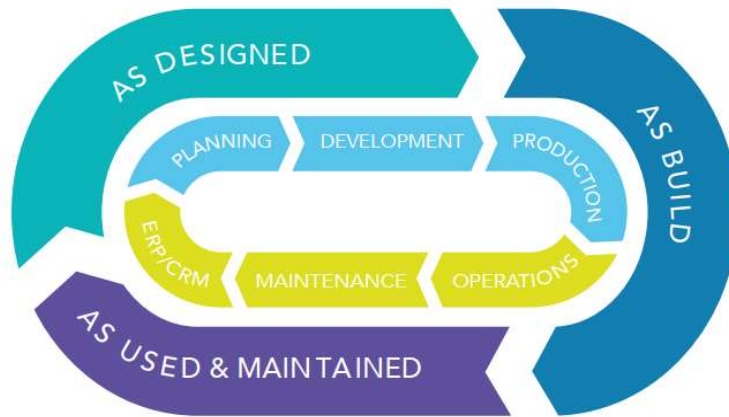 AS DESIGNED
AS BUILD
AS USED & MAINTAINED
PLANNING
DEVELOPMENT
PRODUCTION
OPERATIONS
MAINTENANCE
ERP/CRM